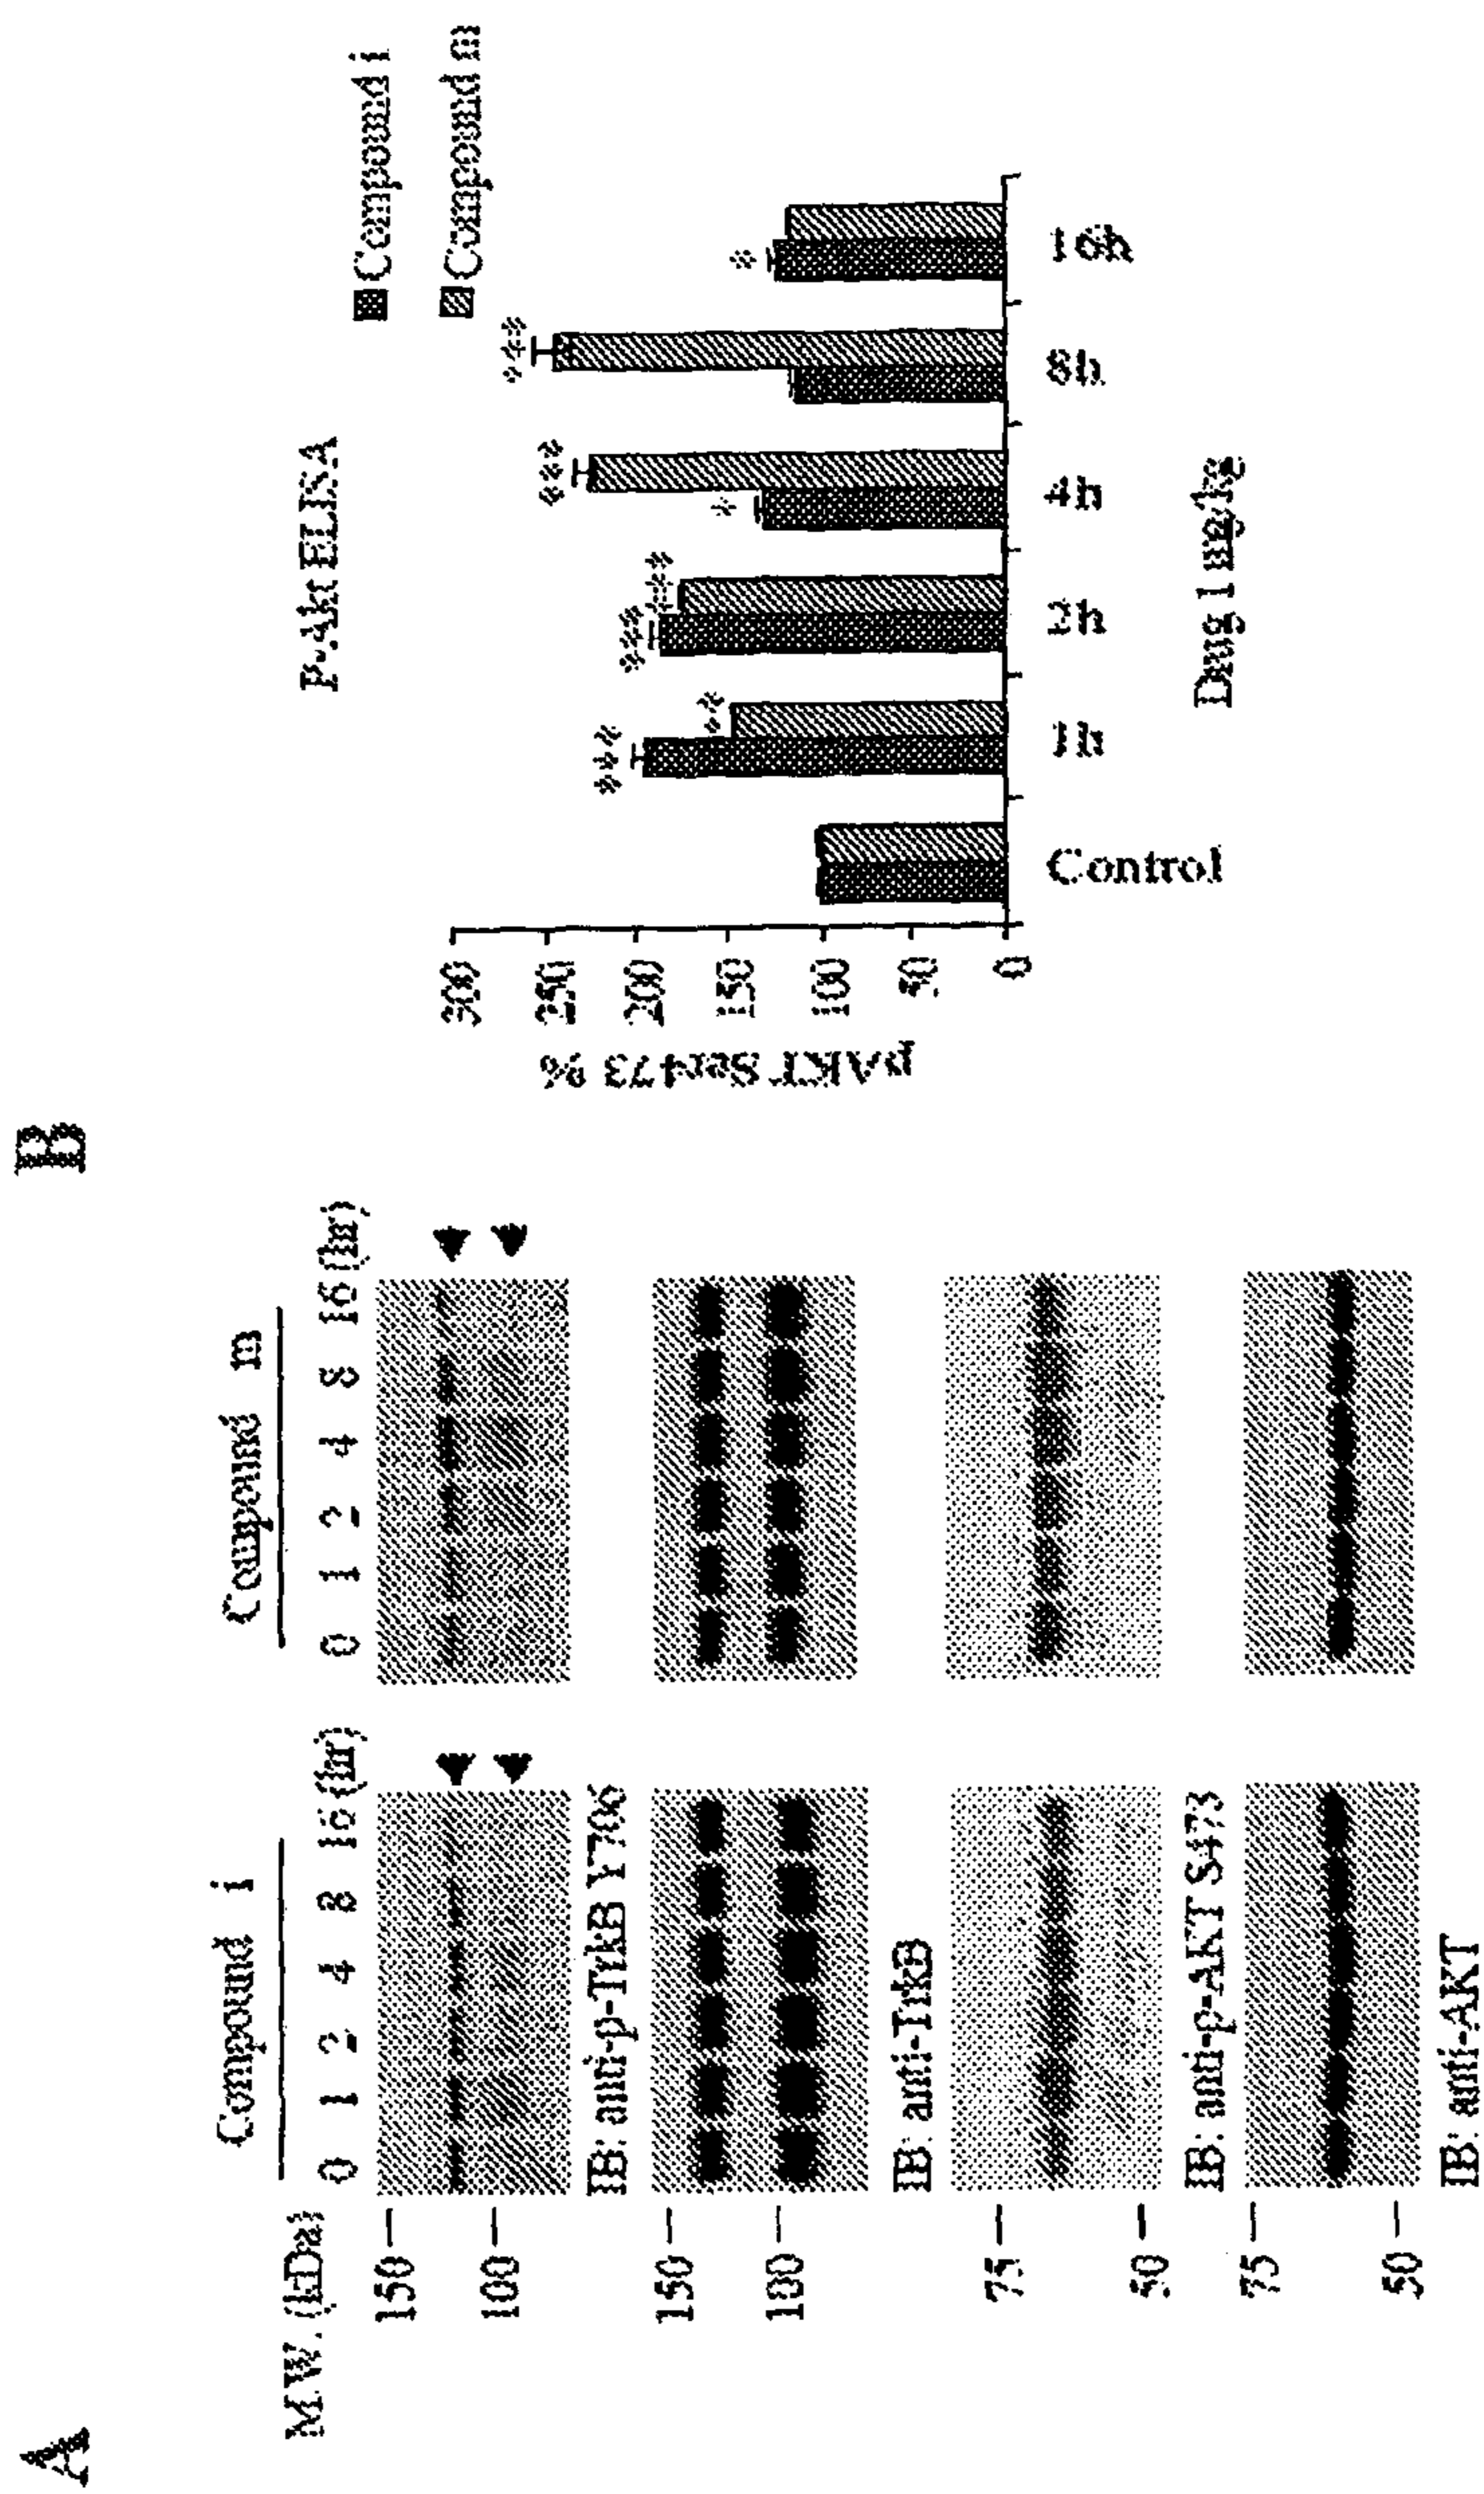 A
Compound i
Compound m
M.W. (kDa)
0 1 2 4 8 16 (hr)
0 1 2 4 8 16 (hr)
150
100
IB: anti-p-TrkB Y706
150
100
IB: anti-TrkB
75
50
IB: anti-p-AKT S473
75
50
IB: anti-AKT
B
P-Akt ELISA
Compound i
Compound m
pAKT Ser473 %
300
250
200
150
100
50
0
*** ** *** *** * *** *** *
Control 1h 2h 4h 8h 16h
Drug 1 mg/kg